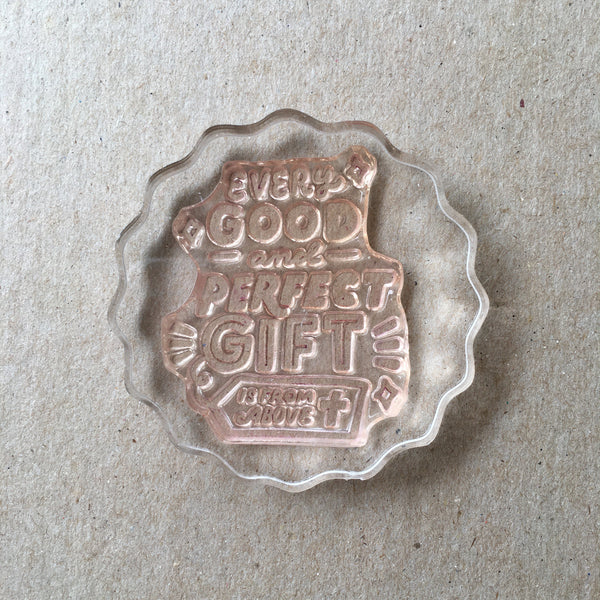 EVERY
GOOD
and
PERFECT
GIFT
IS FROM
ABOVE